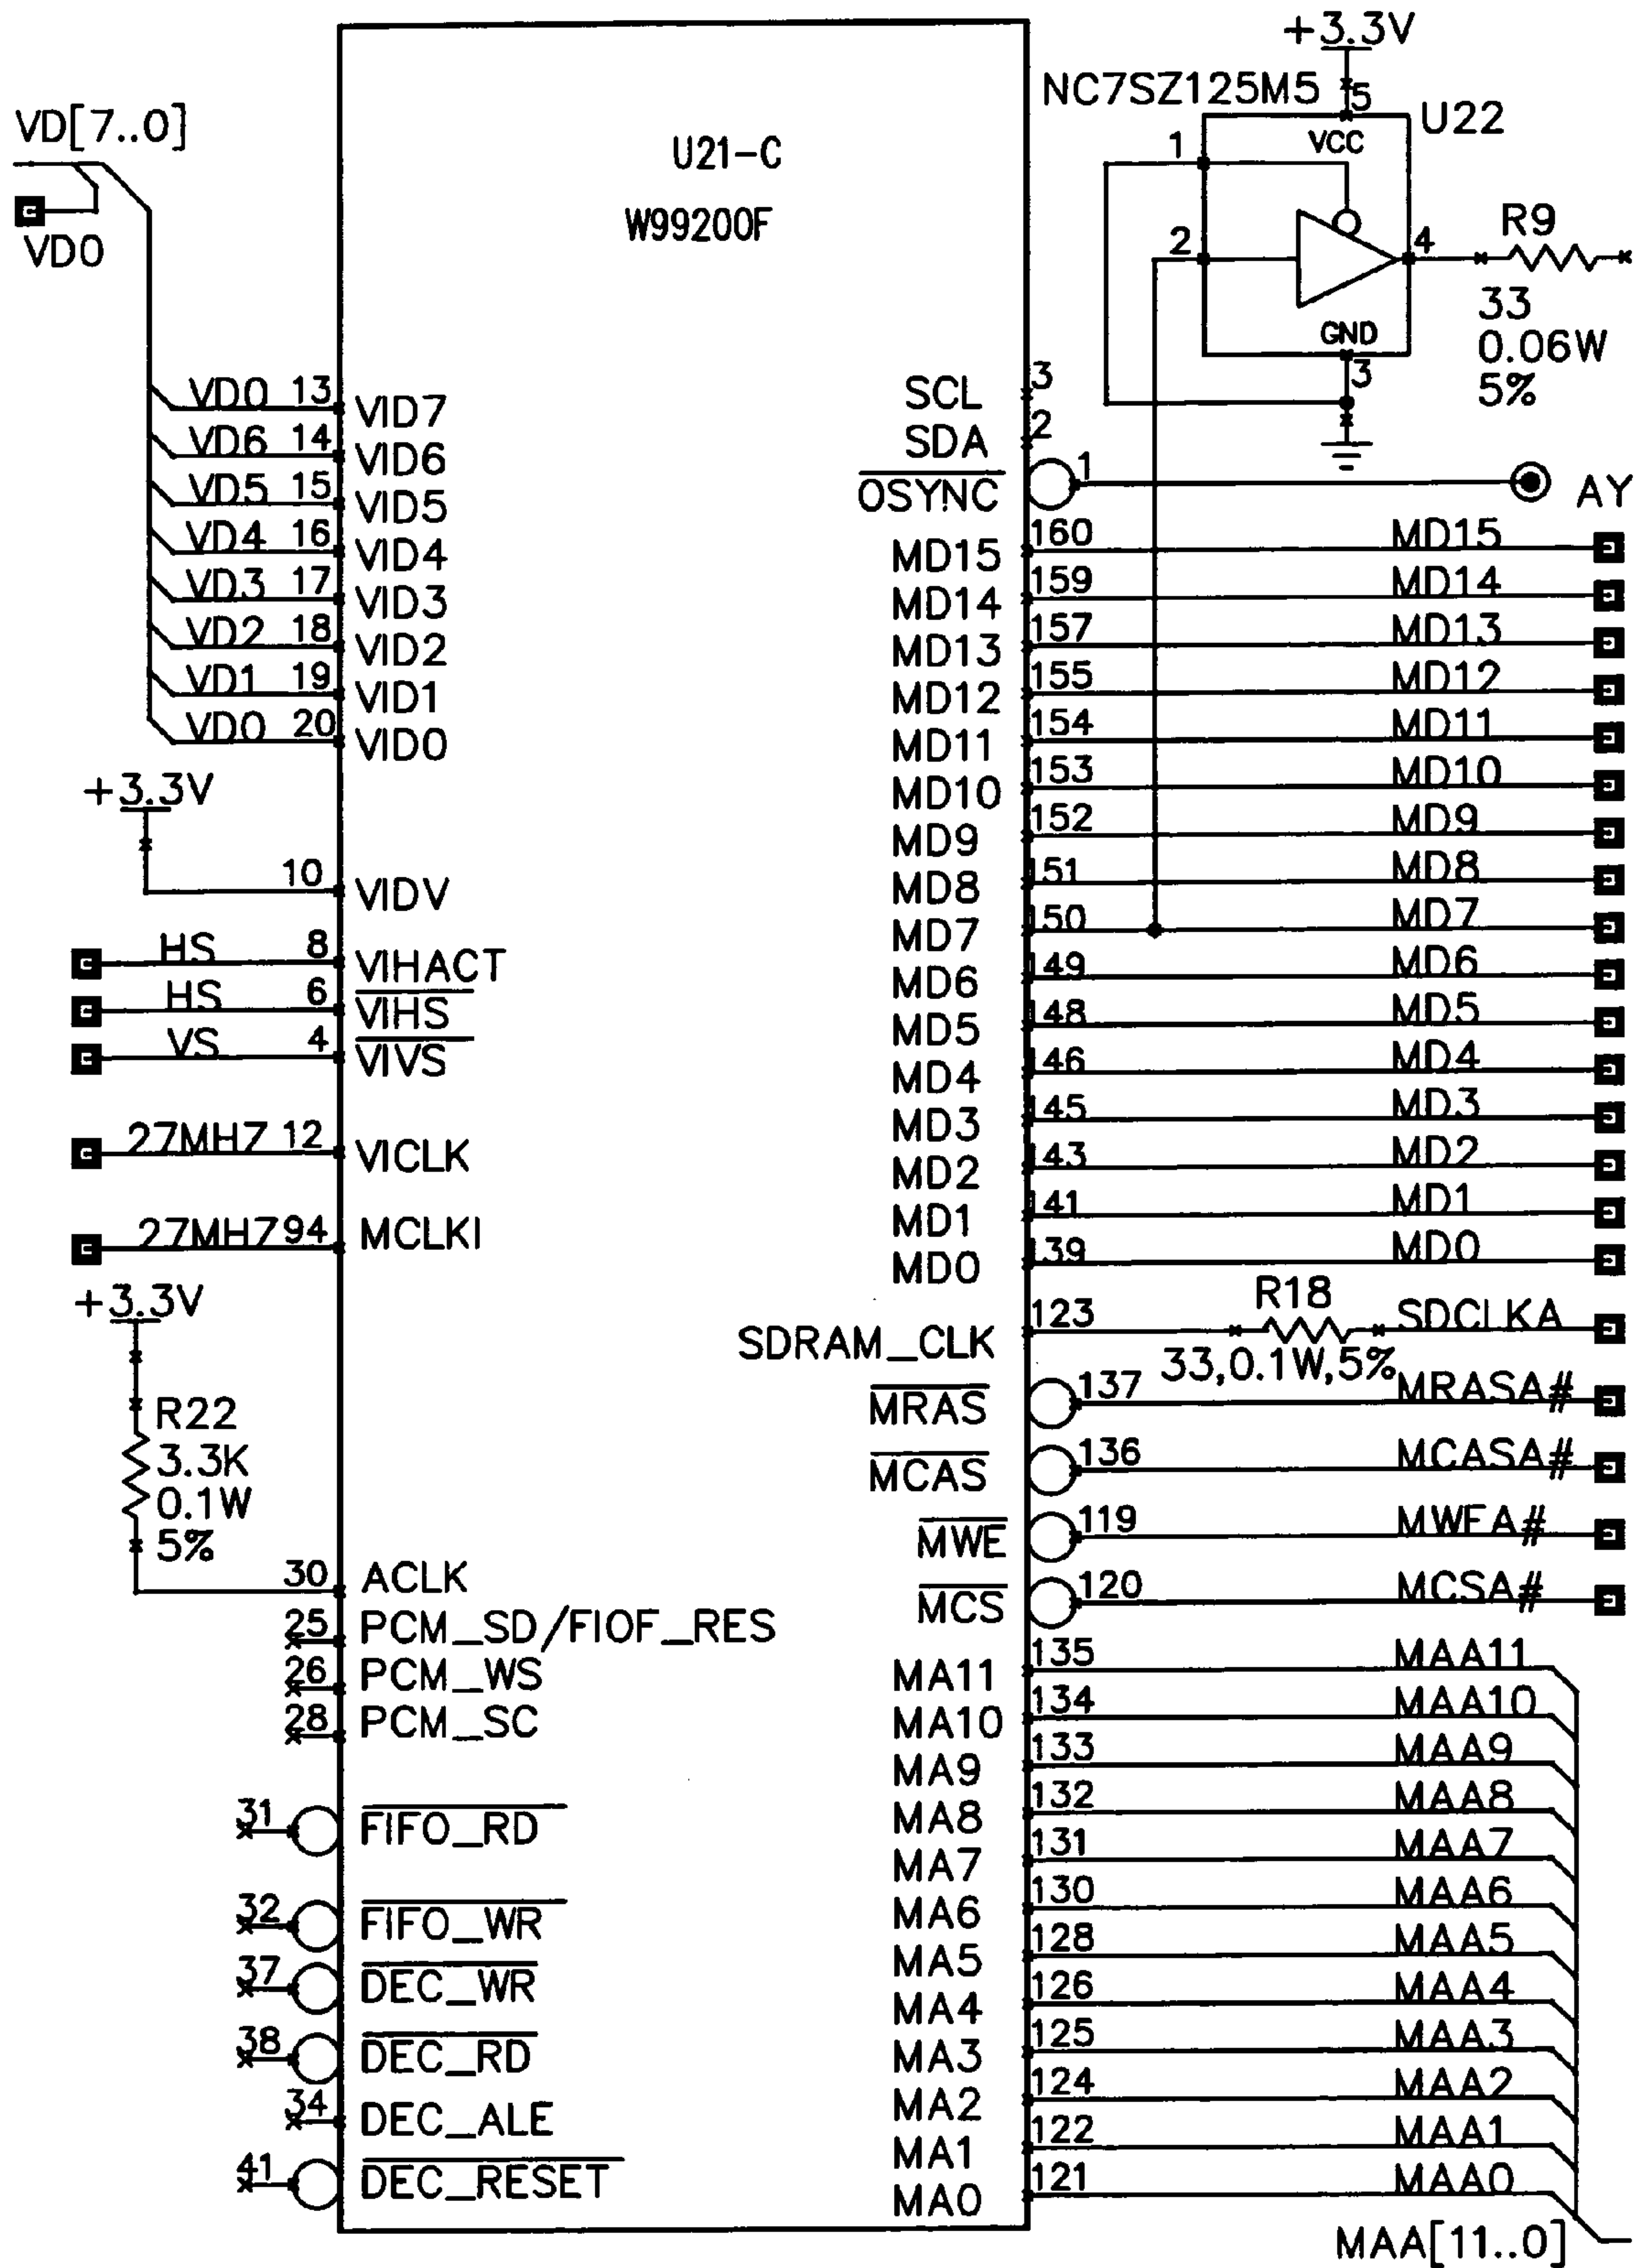 +3.3V
NC7SZ125M5
5
U22
VD[7..0]
VD0
U21-C
W99200F
1
VCC
2
4
R9
33
0.06W
5%
GND
3
VD0 13 VID7
VD6 14 VID6
VD5 15 VID5
VD4 16 VID4
VD3 17 VID3
VD2 18 VID2
VD1 19 VID1
VD0 20 VID0
+3.3V
10 VIDV
HS 8 VIHACT
HS 6 VIHS
VS 4 VIVS
27MH7 12 VICLK
27MH7 94 MCLKI
+3.3V
R22
3.3K
0.1W
5%
30 ACLK
25 PCM_SD/FIOF_RES
26 PCM_WS
28 PCM_SC
31 FIFO_RD
32 FIFO_WR
37 DEC_WR
38 DEC_RD
34 DEC_ALE
41 DEC_RESET
SCL 3
SDA 2
OSYNC 1 AY
MD15 160 MD15
MD14 159 MD14
MD13 157 MD13
MD12 155 MD12
MD11 154 MD11
MD10 153 MD10
MD9 152 MD9
MD8 151 MD8
MD7 150 MD7
MD6 149 MD6
MD5 148 MD5
MD4 146 MD4
MD3 145 MD3
MD2 143 MD2
MD1 141 MD1
MD0 139 MD0
R18
SDRAM_CLK 123 SDCLKA
33,0.1W,5%
MRAS 137 MRASA#
MCAS 136 MCASA#
MWE 119 MWFA#
MCS 120 MCSA#
MA11 135 MAA11
MA10 134 MAA10
MA9 133 MAA9
MA8 132 MAA8
MA7 131 MAA7
MA6 130 MAA6
MA5 128 MAA5
MA4 126 MAA4
MA3 125 MAA3
MA2 124 MAA2
MA1 122 MAA1
MA0 121 MAA0
MAA[11..0]